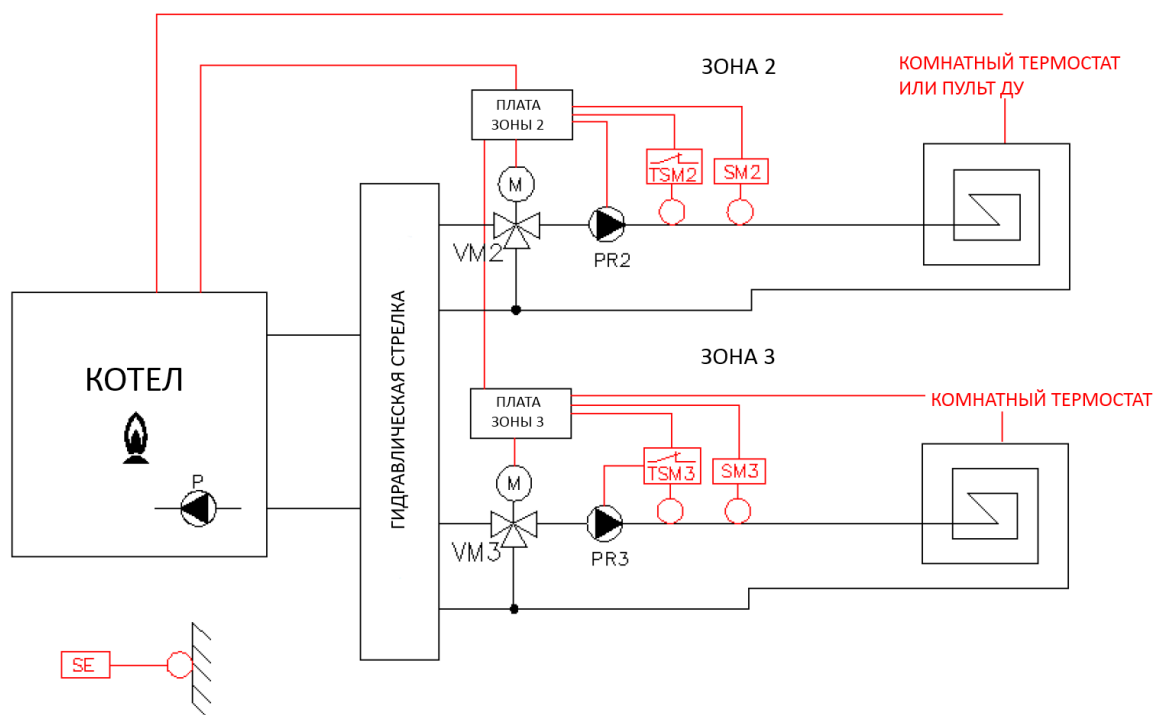 ЗОНА 2
КОМНАТНЫЙ ТЕРМОСТАТ
ИЛИ ПУЛЬТ ДУ
ПЛАТА
ЗОНЫ 2
M
TSM2
SM2
VM2
PR2
ГИДРАВЛИЧЕСКАЯ СТРЕЛКА
КОТЕЛ
P
ЗОНА 3
ПЛАТА
ЗОНЫ 3
КОМНАТНЫЙ ТЕРМОСТАТ
M
TSM3
SM3
VM3
PR3
SE